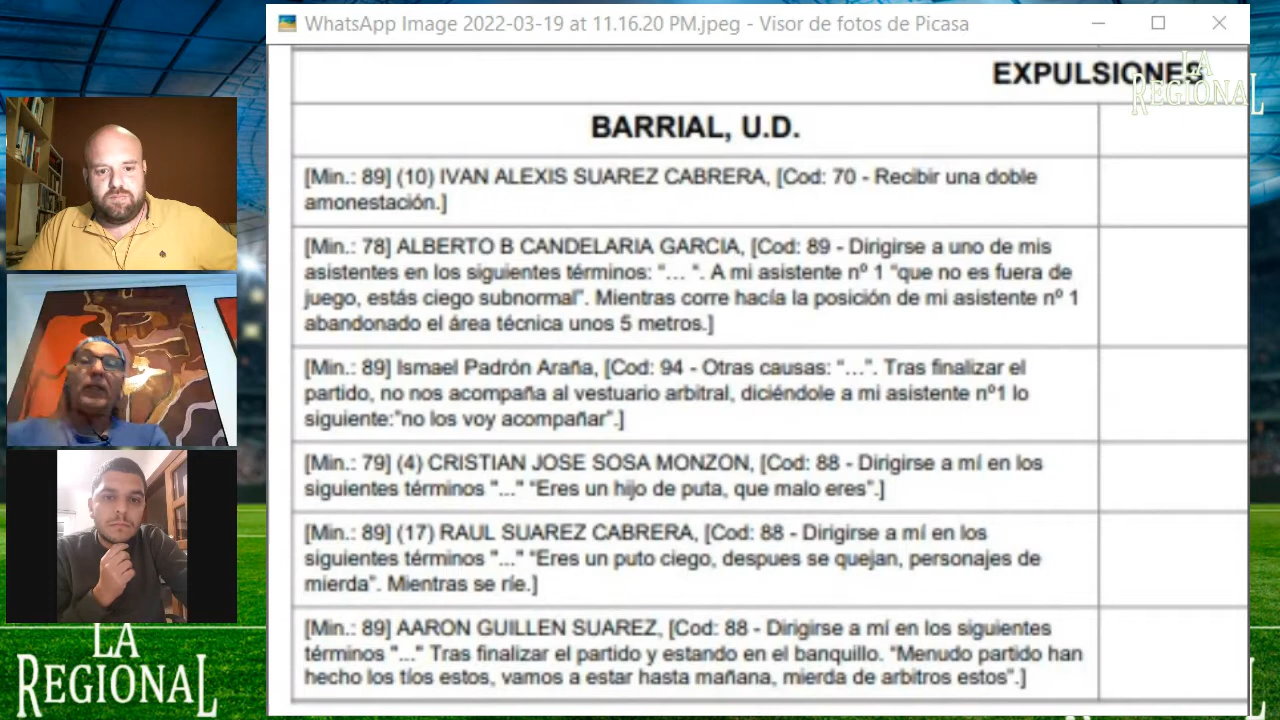 WhatsApp Image 2022-03-19 at 11.16.20 PM.jpeg - Visor de fotos de Picasa
EXPULSIONES
LA
REGIONAL
BARRIAL, U.D.
[Min.: 89] (10) IVAN ALEXIS SUAREZ CABRERA, [Cod: 70 - Recibir una doble
amonestación.]
[Min.: 78] ALBERTO B CANDELARIA GARCIA, [Cod: 89 - Dirigirse a uno de mis
asistentes en los siguientes términos: "... ". A mi asistente nº 1 "que no es fuera de
juego, estás ciego subnormal". Mientras corre hacía la posición de mi asistente nº 1
abandonado el área técnica unos 5 metros.]
[Min.: 89] Ismael Padrón Araña, [Cod: 94 - Otras causas: "...". Tras finalizar el
partido, no nos acompaña al vestuario arbitral, diciéndole a mi asistente nº1 lo
siguiente:"no los voy acompañar".]
[Min.: 79] (4) CRISTIAN JOSE SOSA MONZON, [Cod: 88 - Dirigirse a mí en los
siguientes términos "..." "Eres un hijo de puta, que malo eres".]
[Min.: 89] (17) RAUL SUAREZ CABRERA, [Cod: 88 - Dirigirse a mí en los
siguientes términos "..." "Eres un puto ciego, despues se quejan, personajes de
mierda". Mientras se ríe.]
[Min.: 89] AARON GUILLEN SUAREZ, [Cod: 88 - Dirigirse a mí en los siguientes
términos "..." Tras finalizar el partido y estando en el banquillo. "Menudo partido han
hecho los tíos estos, vamos a estar hasta mañana, mierda de arbitros estos".]
LA
REGIONAL